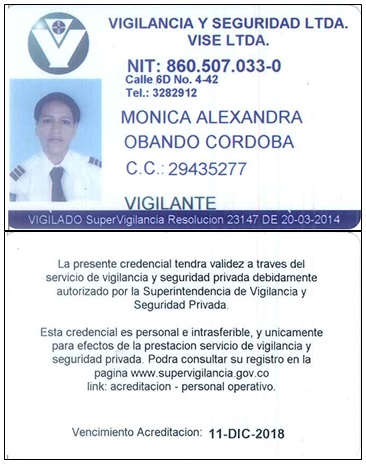 VIGILANCIA Y SEGURIDAD LTDA.
VISE LTDA.
NIT: 860.507.033-0
Calle 6D No. 4-42
Tel.: 3282912
MONICA ALEXANDRA
OBANDO CORDOBA
C.C.: 29435277
VIGILANTE
VIGILADO SuperVigilancia Resolucion 23147 DE 20-03-2014
La presente credencial tendra validez a traves del
servicio de vigilancia y seguridad privada debidamente
autorizado por la Superintendencia de Vigilancia y
Seguridad Privada.
Esta credencial es personal e intrasferible, y unicamente
para efectos de la prestacion servicio de vigilancia y
seguridad privada. Podra consultar su registro en la
pagina www.supervigilancia.gov.co
link: acreditacion - personal operativo.
Vencimiento Acreditacion: 11-DIC-2018